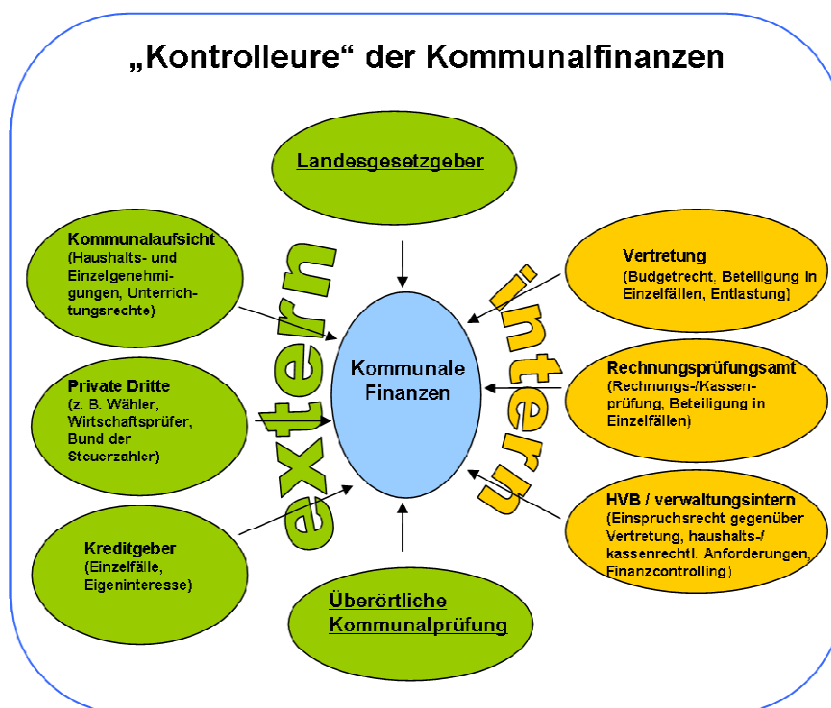 „Kontrolleure“ der Kommunalfinanzen
Landesgesetzgeber
Kommunalaufsicht
(Haushalts- und
Einzelgenehmi-
gungen, Unterrich-
tungsrechte)
Private Dritte
(z. B. Wähler,
Wirtschaftsprüfer,
Bund der
Steuerzahler)
Kreditgeber
(Einzelfälle,
Eigeninteresse)
extern
Kommunale
Finanzen
intern
Vertretung
(Budgetrecht, Beteiligung in
Einzelfällen, Entlastung)
Rechnungsprüfungsamt
(Rechnungs-/Kassen-
prüfung, Beteiligung in
Einzelfällen)
HVB / verwaltungsintern
(Einspruchsrecht gegenüber
Vertretung, haushalts-/
kassenrechtl. Anforderungen,
Finanzcontrolling)
Überörtliche
Kommunalprüfung